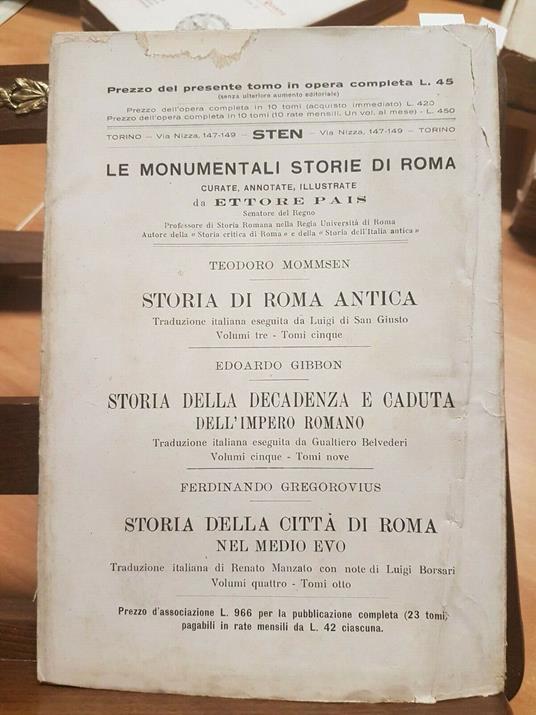 Prezzo del presente tomo in opera completa L. 45
(senza ulteriore aumento editoriale)
Prezzo dell'opera completa in 10 tomi (acquisto immediato) L. 420
Prezzo dell'opera completa in 10 tomi (10 rate mensili. Un vol. al mese) - L. 450
TORINO — Via Nizza, 147-149 — STEN — Via Nizza, 147-149 — TORINO
LE MONUMENTALI STORIE DI ROMA
CURATE, ANNOTATE, ILLUSTRATE
da ETTORE PAIS
Senatore del Regno
Professore di Storia Romana nella Regia Università di Roma
Autore della « Storia critica di Roma » e della « Storia dell'Italia antica »
TEODORO MOMMSEN
STORIA DI ROMA ANTICA
Traduzione italiana eseguita da Luigi di San Giusto
Volumi tre - Tomi cinque
EDOARDO GIBBON
STORIA DELLA DECADENZA E CADUTA
DELL'IMPERO ROMANO
Traduzione italiana eseguita da Gualtiero Belvederi
Volumi cinque - Tomi nove
FERDINANDO GREGOROVIUS
STORIA DELLA CITTÀ DI ROMA
NEL MEDIO EVO
Traduzione italiana di Renato Manzato con note di Luigi Borsari
Volumi quattro - Tomi otto
Prezzo d'associazione L. 966 per la pubblicazione completa (23 tomi)
pagabili in rate mensili da L. 42 ciascuna.